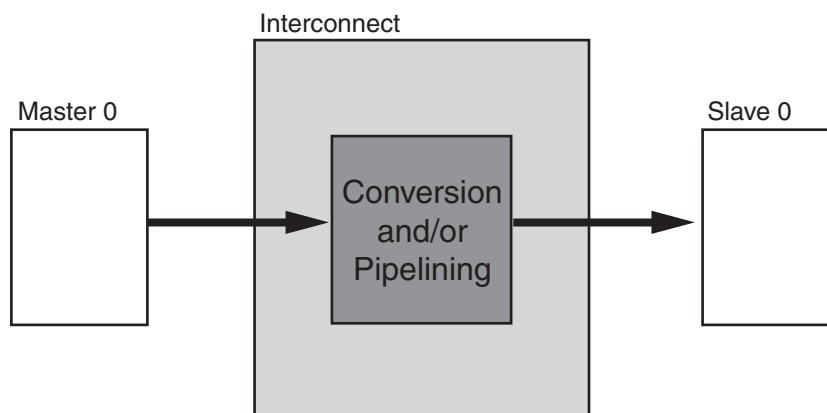 Interconnect
Master 0
Slave 0
Conversion
and/or
Pipelining